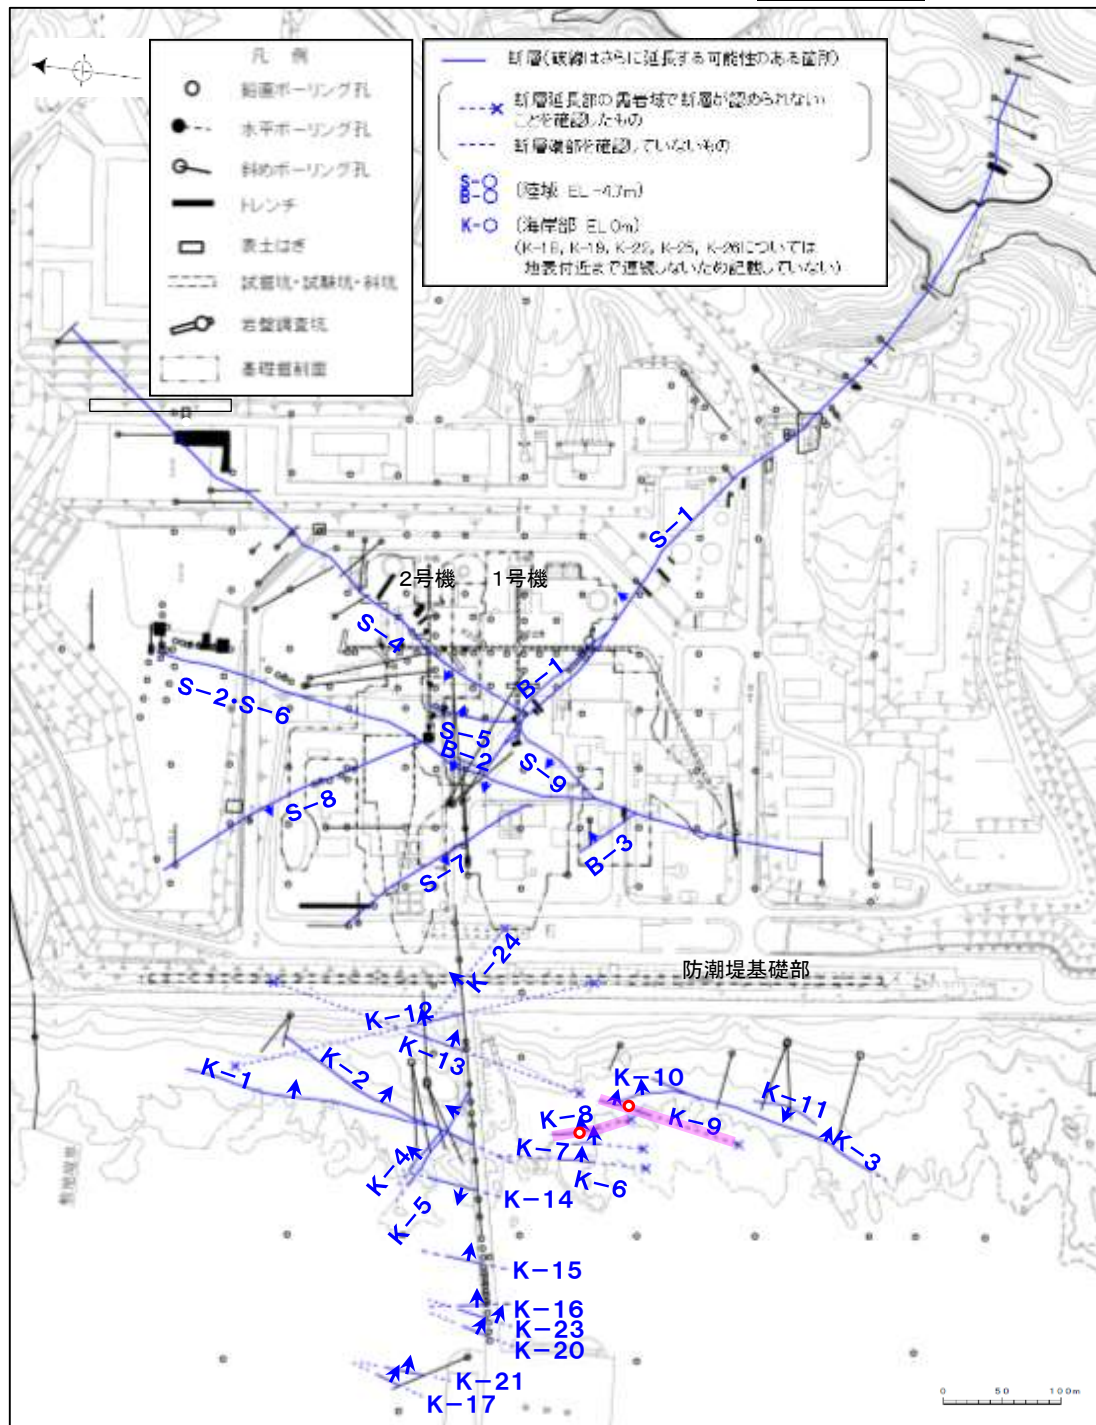 凡 例
鉛直ボーリング孔
水平ボーリング孔
斜めボーリング孔
トレンチ
表土はぎ
試掘坑・試験坑・斜坑
岩盤調査坑
基礎掘削面
断層(破線はさらに延長する可能性のある箇所)
断層延長部の露岩域で断層が認められない
ことを確認したもの
断層端部を確認していないもの
S-○
B-○
(陸域 EL -4.7m)
K-○
(海岸部 EL 0m)
(K-18, K-19, K-22, K-25, K-26については
地表付近まで連続しないため記載していない)
S-1
2号機
1号機
S-4
B-1
S-2・S-6
S-5
B-2
S-9
S-8
B-3
S-7
K-24
防潮堤基礎部
K-12
K-13
K-2
K-1
K-10
K-11
K-8
K-9
K-7
K-3
K-4
K-6
K-5
K-14
K-15
K-16
K-23
K-20
K-21
K-17
0 50 100m